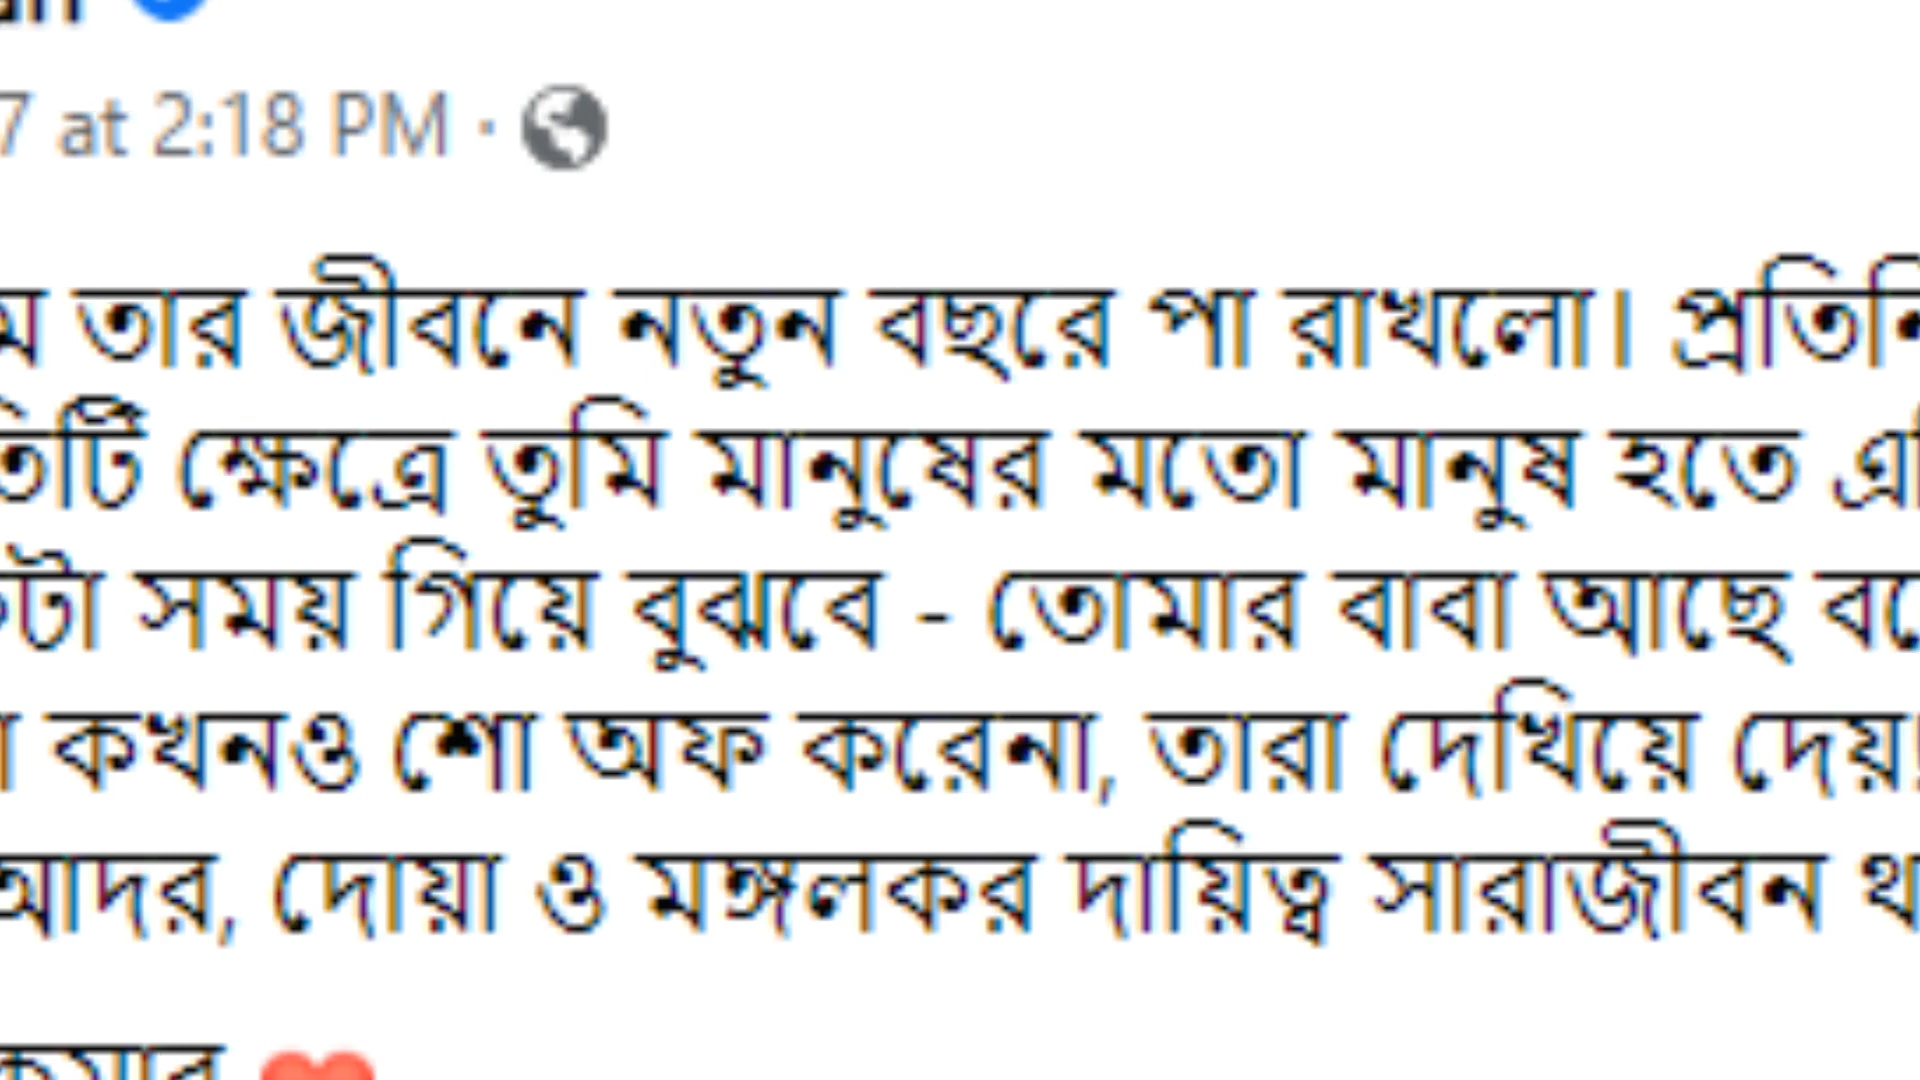 7 at 2:18 PM ·
তার জীবনে নতুন বছরে পা রাখলো।
ক্ষেত্রে তুমি মানুষের মতো মানুষ হতে
সময় গিয়ে বুঝবে - তোমার বাবা আছে
কখনও শো অফ করেনা, তারা দেখিয়ে দেয়
আদর, দোয়া ও মঙ্গলকর দায়িত্ব সারাজীবন